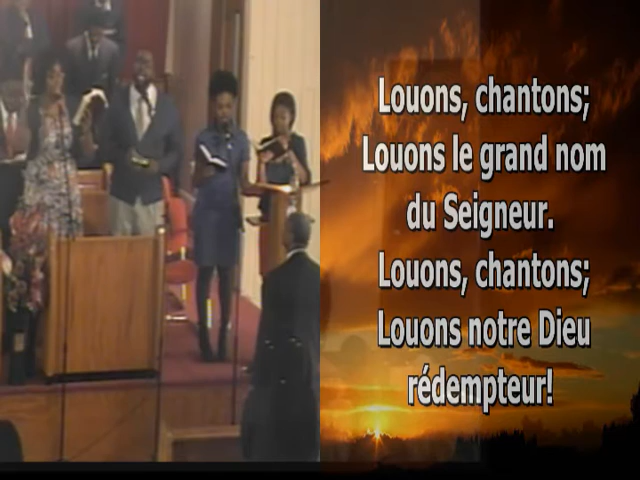 Louons, chantons;
Louons le grand nom
du Seigneur.
Louons, chantons;
Louons notre Dieu
rédempteur!